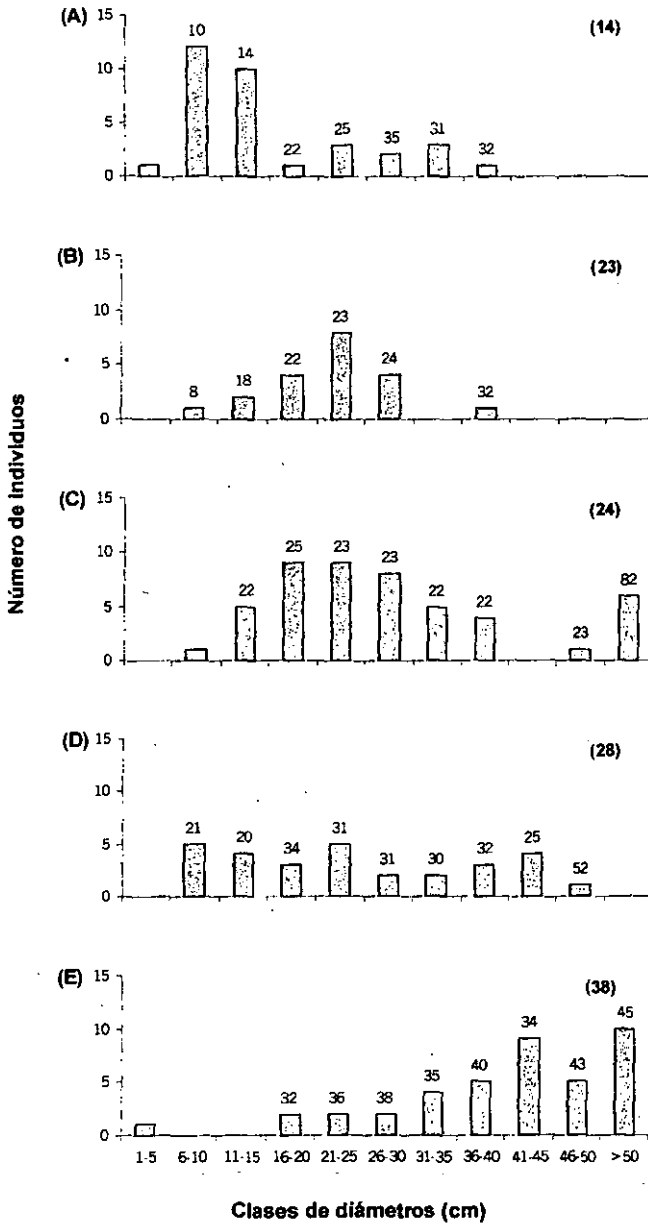 (A) 15 10 14 22 25 35 31 32 (14)
10
5
0
(B) 15 (23)
10 23
5 8 18 22 24 32
0
(C) 15 (24)
10 22 25 23 23 22 22 23 82
5
0
(D) 15 (28)
10
5 21 20 34 31 31 30 32 25 52
0
(E) 15 (38)
10 32 36 38 35 40 34 43 45
5
0
1-5 6-10 11-15 16-20 21-25 26-30 31-35 36-40 41-45 46-50 >50
Número de individuos
Clases de diámetros (cm)